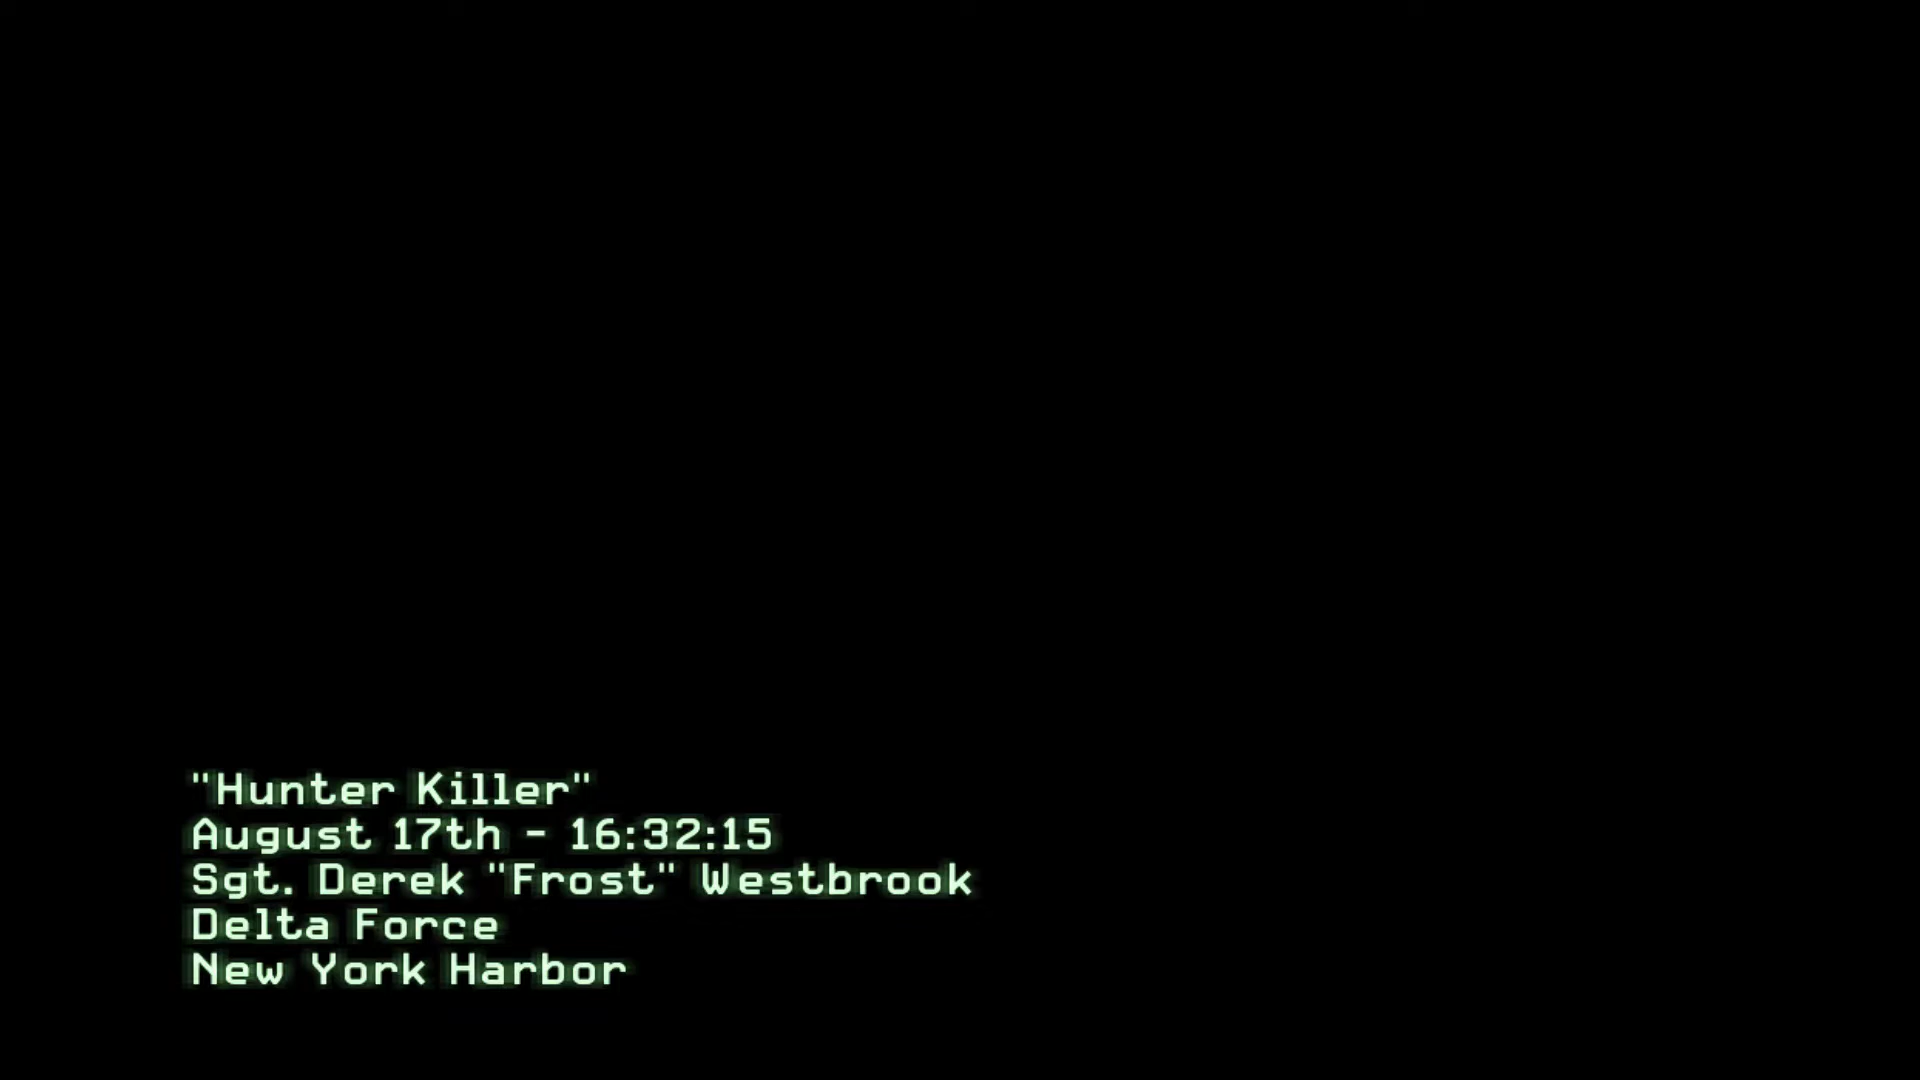 "Hunter Killer"
August 17th - 16:32:15
Sgt. Derek "Frost" Westbrook
Delta Force
New York Harbor